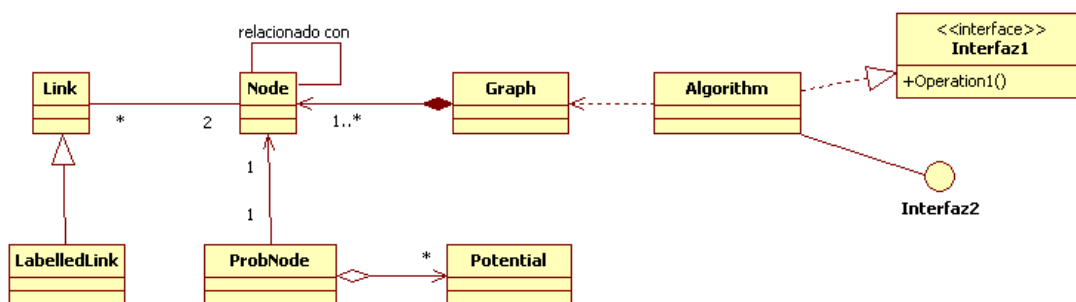 relacionado con
<<interface>>
Interfaz1
+Operation1()
Link
Node
Graph
Algorithm
*
2
1..*
1
1
Interfaz2
LabelledLink
ProbNode
*
Potential